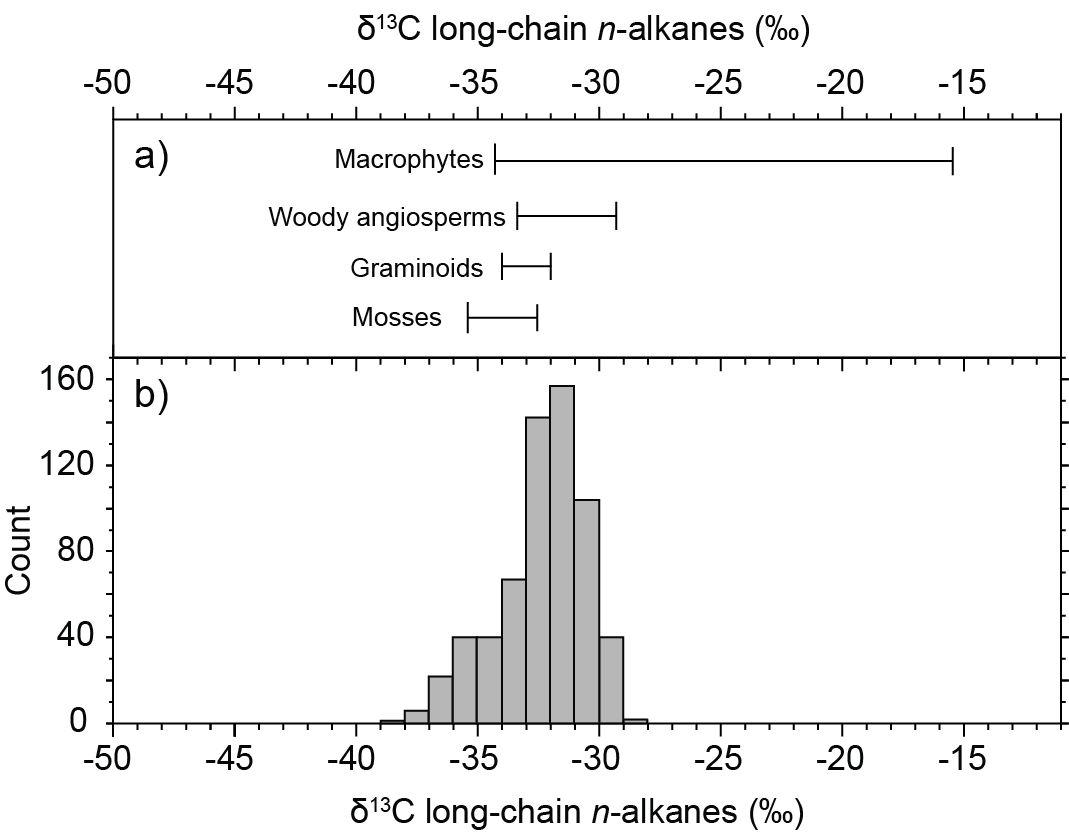 δ¹³C long-chain n-alkanes (‰)
-50 -45 -40 -35 -30 -25 -20 -15
a)
Macrophytes
Woody angiosperms
Graminoids
Mosses
b)
160
120
80
40
0
Count
-50 -45 -40 -35 -30 -25 -20 -15
δ¹³C long-chain n-alkanes (‰)